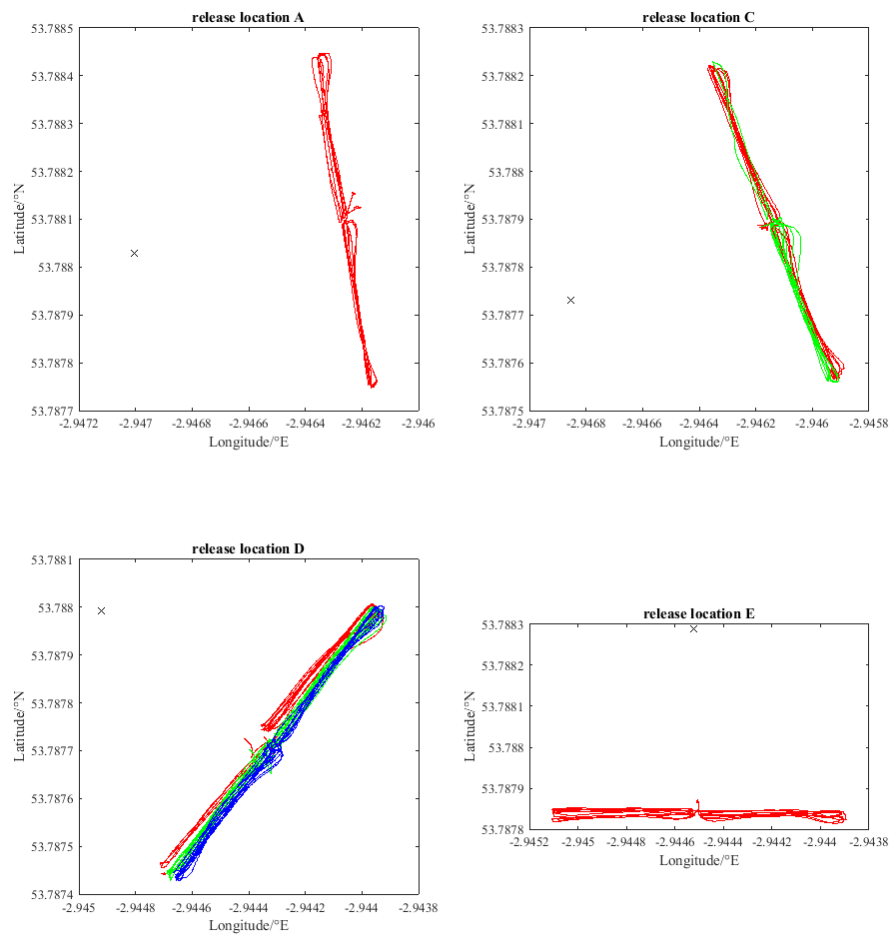 release location A
53.7885
53.7884
53.7883
53.7882
53.7881
53.788
53.7879
53.7878
53.7877
Latitude/°N
-2.9472 -2.947 -2.9468 -2.9466 -2.9464 -2.9462 -2.946
Longitude/°E
release location C
53.7883
53.7882
53.7881
53.788
53.7879
53.7878
53.7877
53.7876
53.7875
Latitude/°N
-2.947 -2.9468 -2.9466 -2.9464 -2.9462 -2.946 -2.9458
Longitude/°E
release location D
53.7881
53.788
53.7879
53.7878
53.7877
53.7876
53.7875
53.7874
Latitude/°N
-2.945 -2.9448 -2.9446 -2.9444 -2.9442 -2.944 -2.9438
Longitude/°E
release location E
53.7883
53.7882
53.7881
53.788
53.7879
53.7878
Latitude/°N
-2.9452 -2.945 -2.9448 -2.9446 -2.9444 -2.9442 -2.944 -2.9438
Longitude/°E